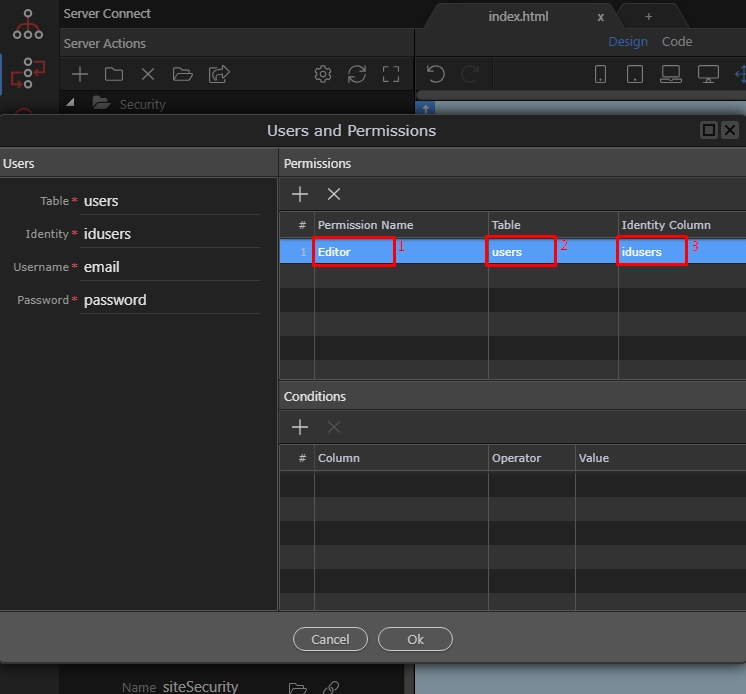 Server Connect
index.html x +
Server Actions
Design Code
Security
Users and Permissions
Users
Permissions
Table * users
Identity * idusers
Username * email
Password * password
# Permission Name Table Identity Column
1 Editor 1 users 2 idusers 3
Conditions
# Column Operator Value
Cancel Ok
Name siteSecurity